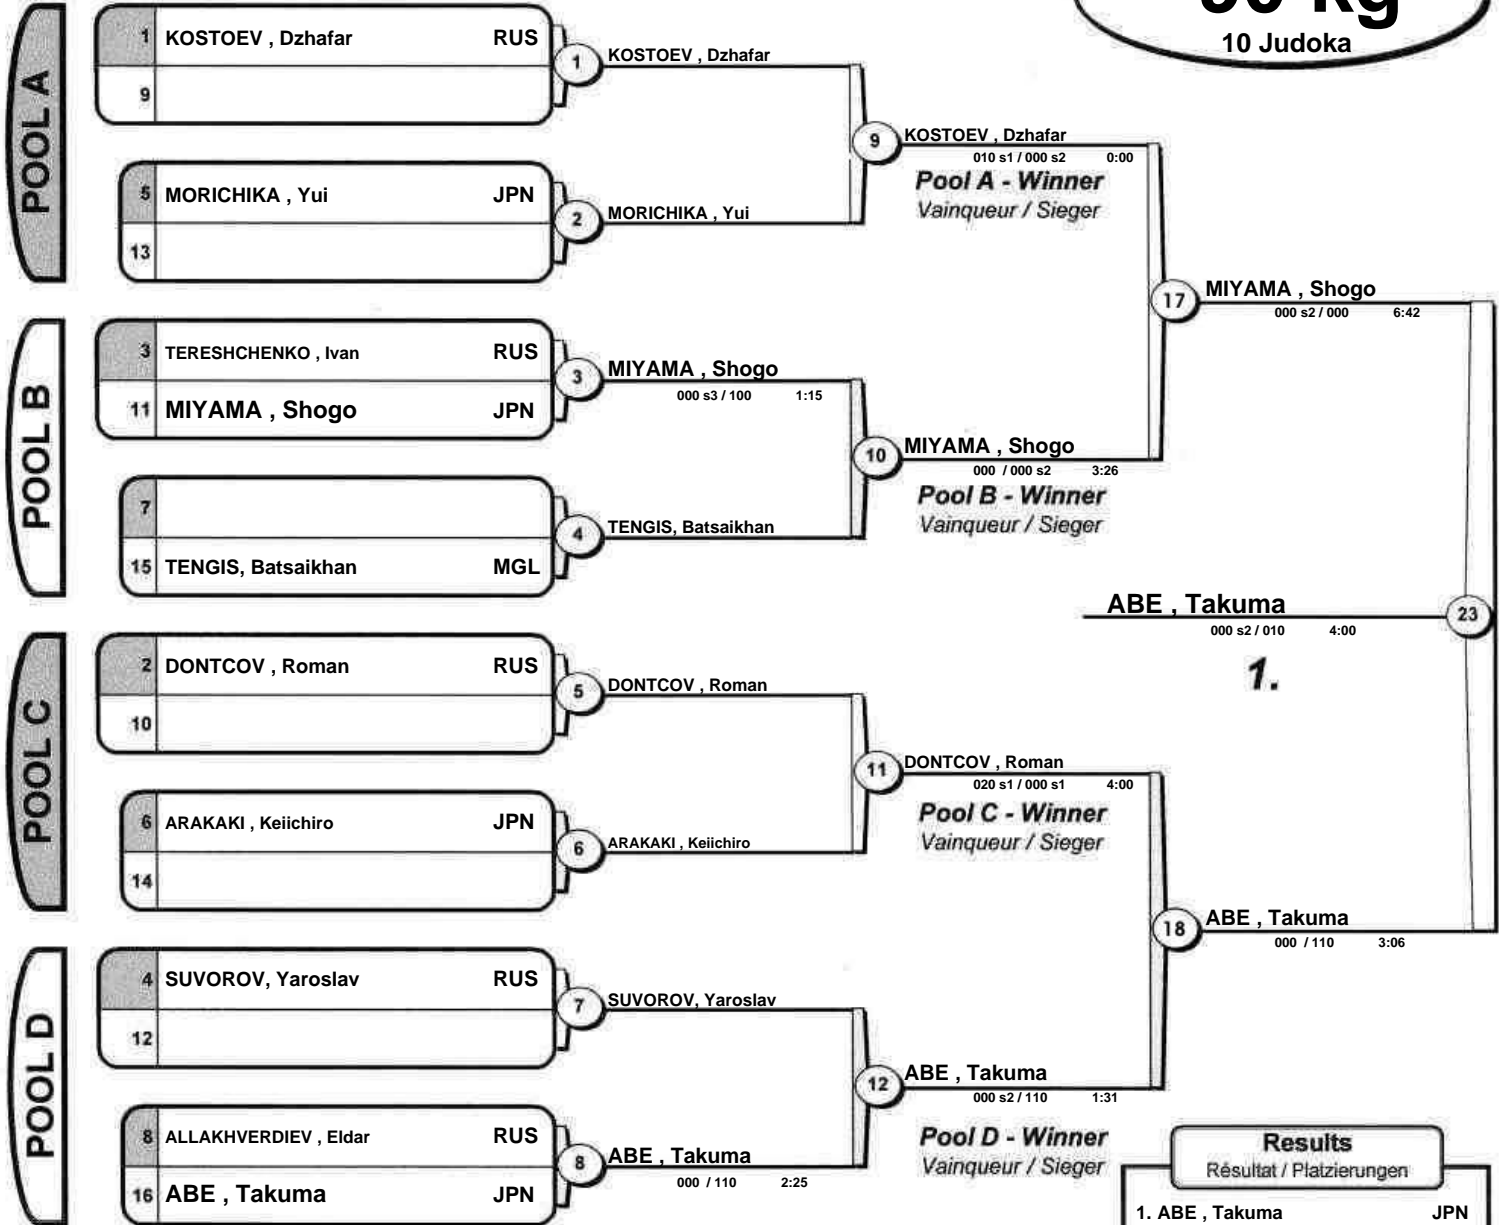 kg
10 Judoka
POOL A
1 KOSTOEV , Dzhafar RUS
9
1 KOSTOEV , Dzhafar
5 MORICHIKA , Yui JPN
13
2 MORICHIKA , Yui
9 KOSTOEV , Dzhafar
010 s1 / 000 s2 0:00
Pool A - Winner
Vainqueur / Sieger
POOL B
3 TERESHCHENKO , Ivan RUS
11 MIYAMA , Shogo JPN
3 MIYAMA , Shogo
000 s3 / 100 1:15
7
15 TENGIS, Batsaikhan MGL
4 TENGIS, Batsaikhan
10 MIYAMA , Shogo
000 / 000 s2 3:26
Pool B - Winner
Vainqueur / Sieger
17 MIYAMA , Shogo
000 s2 / 000 6:42
ABE , Takuma 23
000 s2 / 010 4:00
1.
POOL C
2 DONTCOV , Roman RUS
10
5 DONTCOV , Roman
6 ARAKAKI , Keiichiro JPN
14
6 ARAKAKI , Keiichiro
11 DONTCOV , Roman
020 s1 / 000 s1 4:00
Pool C - Winner
Vainqueur / Sieger
18 ABE , Takuma
000 / 110 3:06
POOL D
4 SUVOROV, Yaroslav RUS
12
7 SUVOROV, Yaroslav
8 ALLAKHVERDIEV , Eldar RUS
16 ABE , Takuma JPN
8 ABE , Takuma
000 / 110 2:25
12 ABE , Takuma
000 s2 / 110 1:31
Pool D - Winner
Vainqueur / Sieger
Results
Résultat / Platzierungen
1. ABE , Takuma JPN